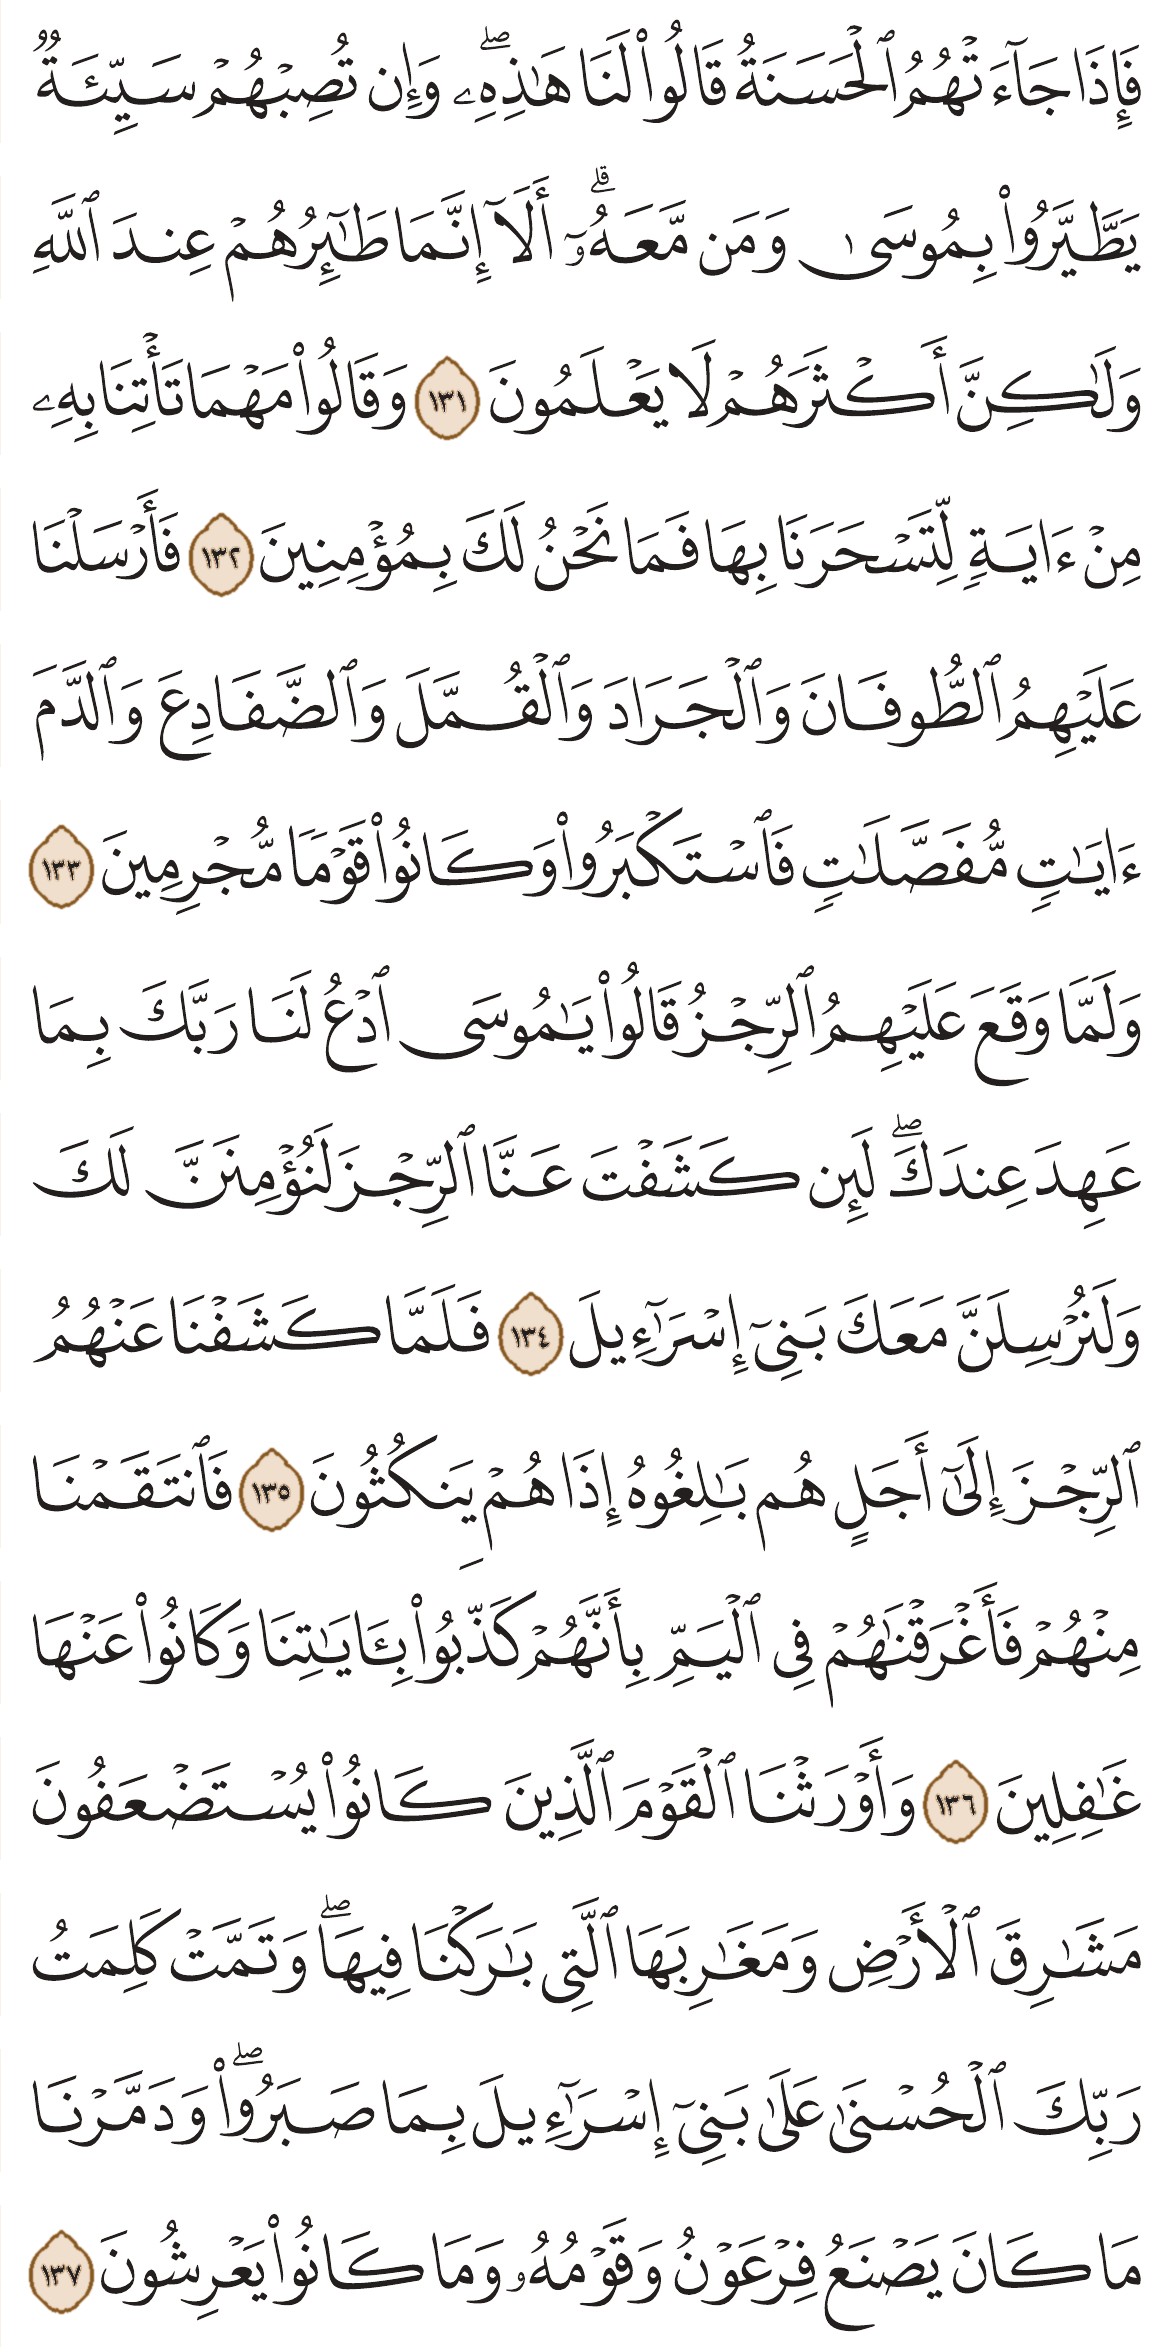 فَإِذَا جَآءَتْهُمُ ٱلْحَسَنَةُ قَالُوا۟ لَنَا هَـٰذِهِۦ ۖ وَإِن تُصِبْهُمْ سَيِّئَةٌ
يَطَّيَّرُوا۟ بِمُوسَىٰ وَمَن مَّعَهُۥٓ ۗ أَلَآ إِنَّمَا طَـٰٓئِرُهُمْ عِندَ ٱللَّهِ
وَلَـٰكِنَّ أَكْثَرَهُمْ لَا يَعْلَمُونَ ١٣١ وَقَالُوا۟ مَهْمَا تَأْتِنَا بِهِۦ
مِنْ ءَايَةٍ لِّتَسْحَرَنَا بِهَا فَمَا نَحْنُ لَكَ بِمُؤْمِنِينَ ١٣٢ فَأَرْسَلْنَا
عَلَيْهِمُ ٱلطُّوفَانَ وَٱلْجَرَادَ وَٱلْقُمَّلَ وَٱلضَّفَادِعَ وَٱلدَّمَ
ءَايَـٰتٍ مُّفَصَّلَـٰتٍ فَٱسْتَكْبَرُوا۟ وَكَانُوا۟ قَوْمًا مُّجْرِمِينَ ١٣٣
وَلَمَّا وَقَعَ عَلَيْهِمُ ٱلرِّجْزُ قَالُوا۟ يَـٰمُوسَى ٱدْعُ لَنَا رَبَّكَ بِمَا
عَهِدَ عِندَكَ ۖ لَئِن كَشَفْتَ عَنَّا ٱلرِّجْزَ لَنُؤْمِنَنَّ لَكَ
وَلَنُرْسِلَنَّ مَعَكَ بَنِىٓ إِسْرَٰٓءِيلَ ١٣٤ فَلَمَّا كَشَفْنَا عَنْهُمُ
ٱلرِّجْزَ إِلَىٰٓ أَجَلٍ هُم بَـٰلِغُوهُ إِذَا هُمْ يَنكُثُونَ ١٣٥ فَٱنتَقَمْنَا
مِنْهُمْ فَأَغْرَقْنَـٰهُمْ فِى ٱلْيَمِّ بِأَنَّهُمْ كَذَّبُوا۟ بِـَٔايَـٰتِنَا وَكَانُوا۟ عَنْهَا
غَـٰفِلِينَ ١٣٦ وَأَوْرَثْنَا ٱلْقَوْمَ ٱلَّذِينَ كَانُوا۟ يُسْتَضْعَفُونَ
مَشَـٰرِقَ ٱلْأَرْضِ وَمَغَـٰرِبَهَا ٱلَّتِى بَـٰرَكْنَا فِيهَا ۖ وَتَمَّتْ كَلِمَتُ
رَبِّكَ ٱلْحُسْنَىٰ عَلَىٰ بَنِىٓ إِسْرَٰٓءِيلَ بِمَا صَبَرُوا۟ ۖ وَدَمَّرْنَا
مَا كَانَ يَصْنَعُ فِرْعَوْنُ وَقَوْمُهُۥ وَمَا كَانُوا۟ يَعْرِشُونَ ١٣٧